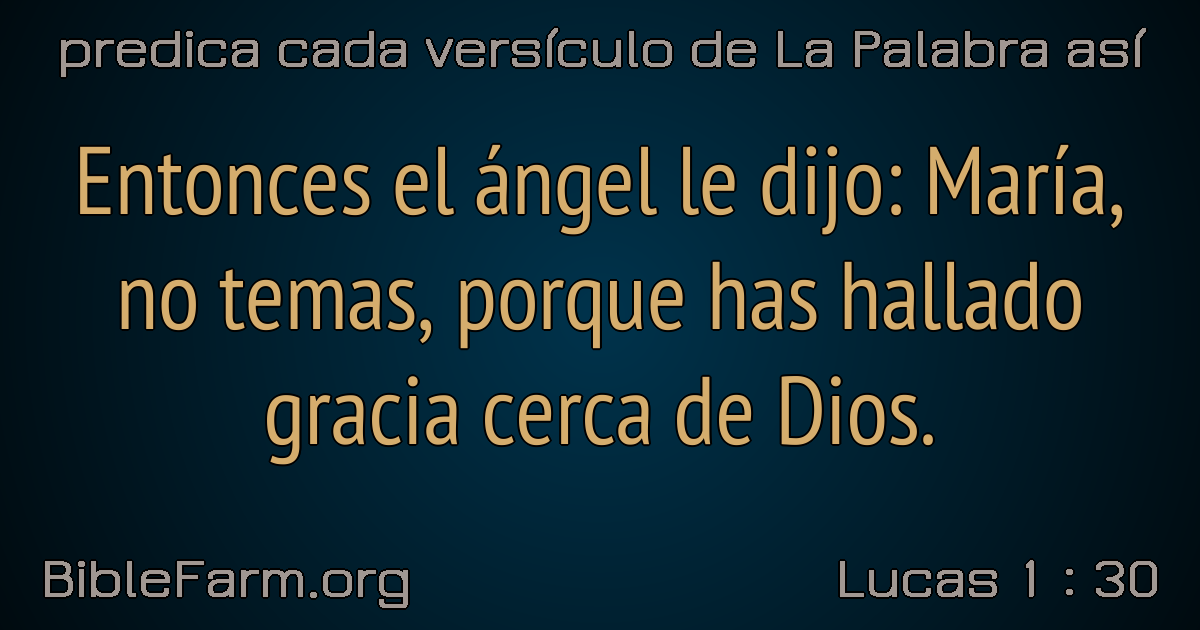 predica cada versículo de La Palabra así
Entonces el ángel le dijo: María,
no temas, porque has hallado
gracia cerca de Dios.
BibleFarm.org
Lucas 1 : 30